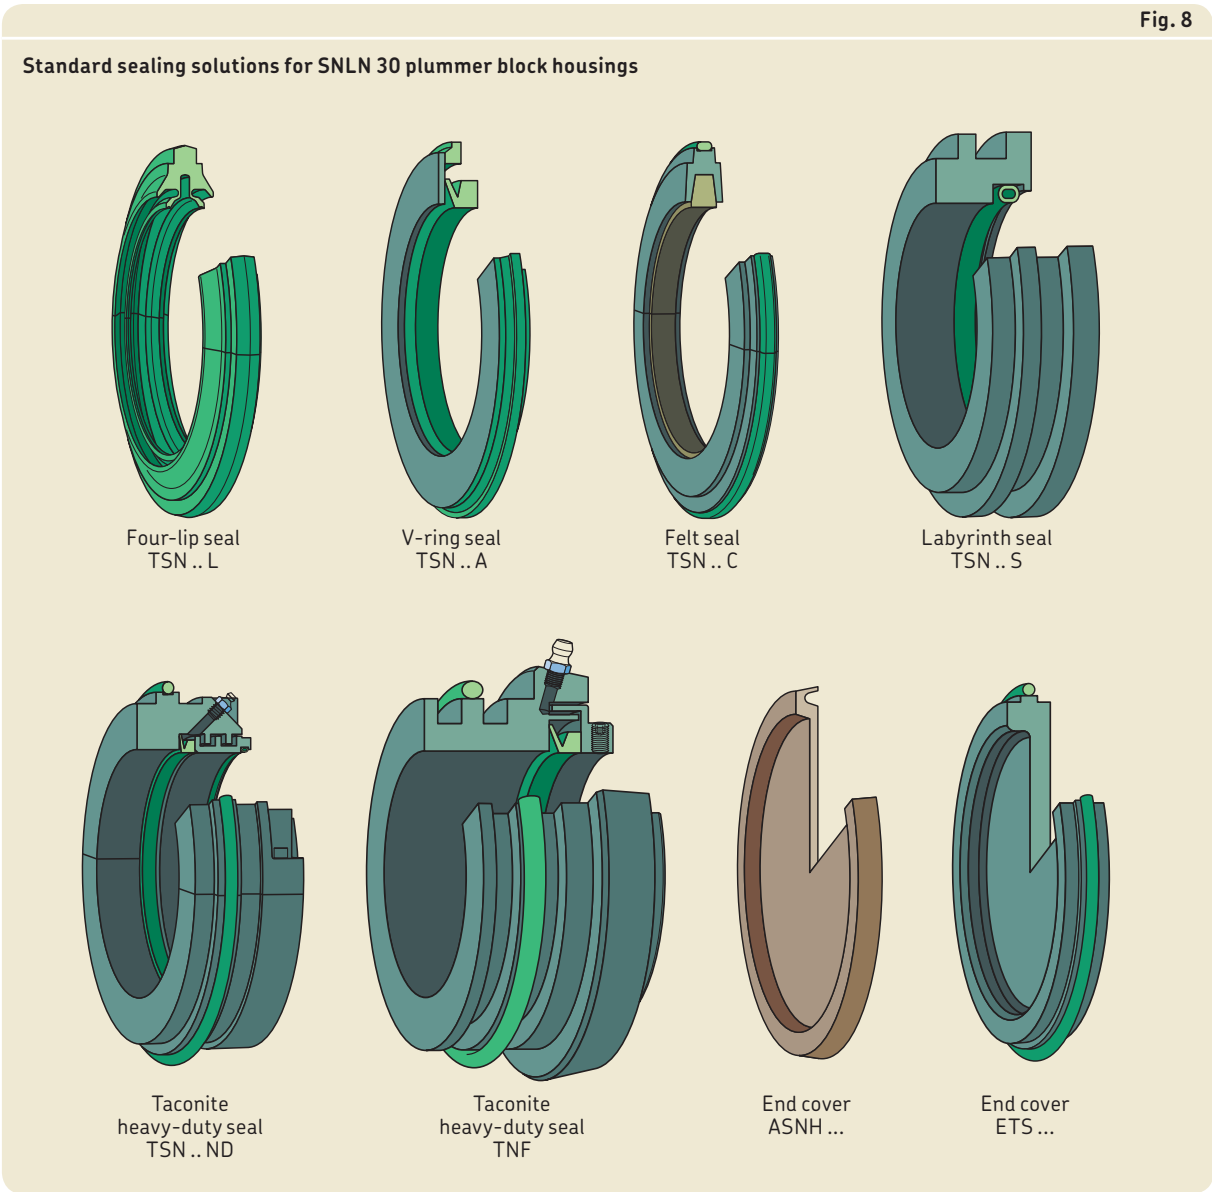 Fig. 8
Standard sealing solutions for SNLN 30 plummer block housings
Four-lip seal
TSN .. L
V-ring seal
TSN .. A
Felt seal
TSN .. C
Labyrinth seal
TSN .. S
Taconite
heavy-duty seal
TSN .. ND
Taconite
heavy-duty seal
TNF
End cover
ASNH ...
End cover
ETS ...